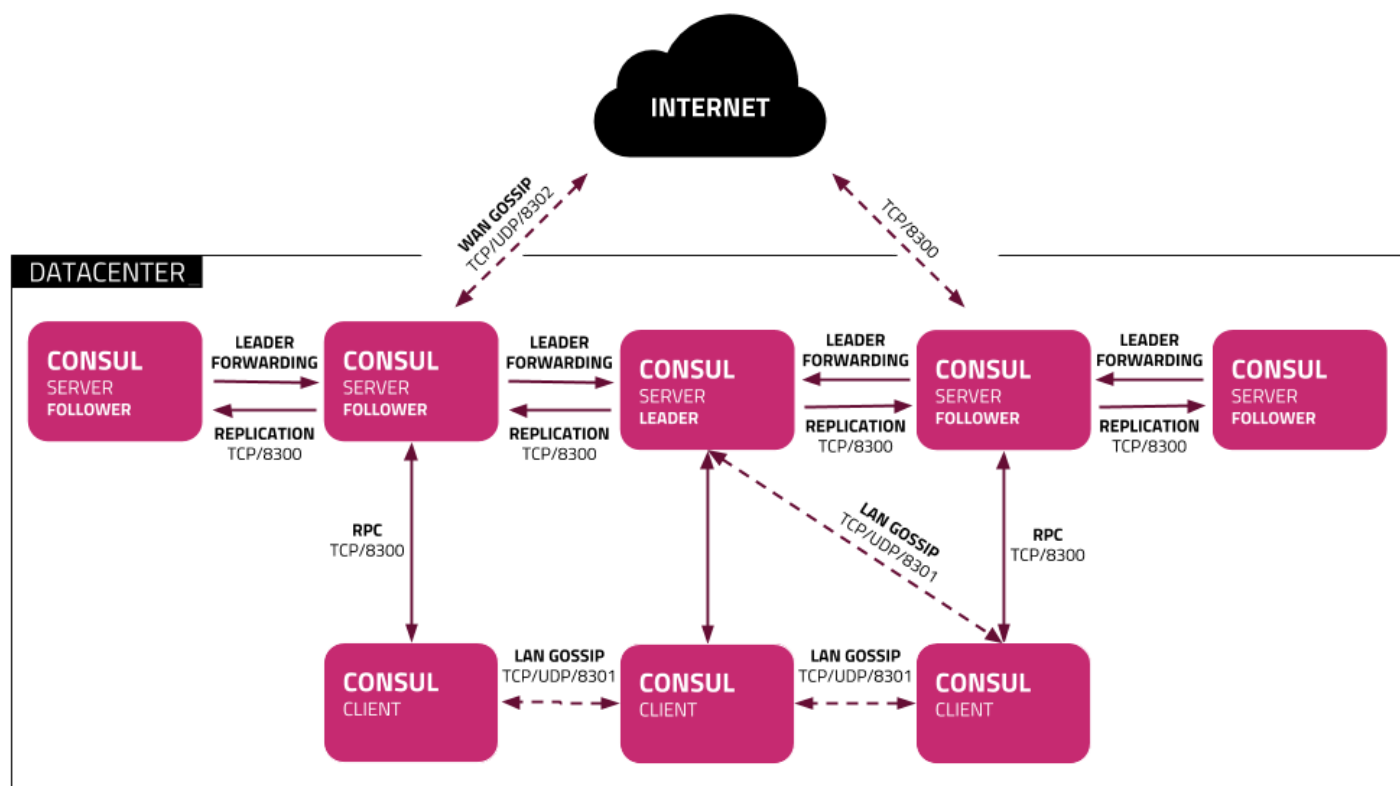 INTERNET
WAN GOSSIP
TCP/UDP/8302
TCP/8300
DATACENTER_
CONSUL
SERVER
FOLLOWER
LEADER
FORWARDING
REPLICATION
TCP/8300
CONSUL
SERVER
FOLLOWER
LEADER
FORWARDING
REPLICATION
TCP/8300
CONSUL
SERVER
LEADER
LEADER
FORWARDING
REPLICATION
TCP/8300
CONSUL
SERVER
FOLLOWER
LEADER
FORWARDING
REPLICATION
TCP/8300
CONSUL
SERVER
FOLLOWER
RPC
TCP/8300
LAN GOSSIP
TCP/UDP/8301
RPC
TCP/8300
CONSUL
CLIENT
LAN GOSSIP
TCP/UDP/8301
CONSUL
CLIENT
LAN GOSSIP
TCP/UDP/8301
CONSUL
CLIENT